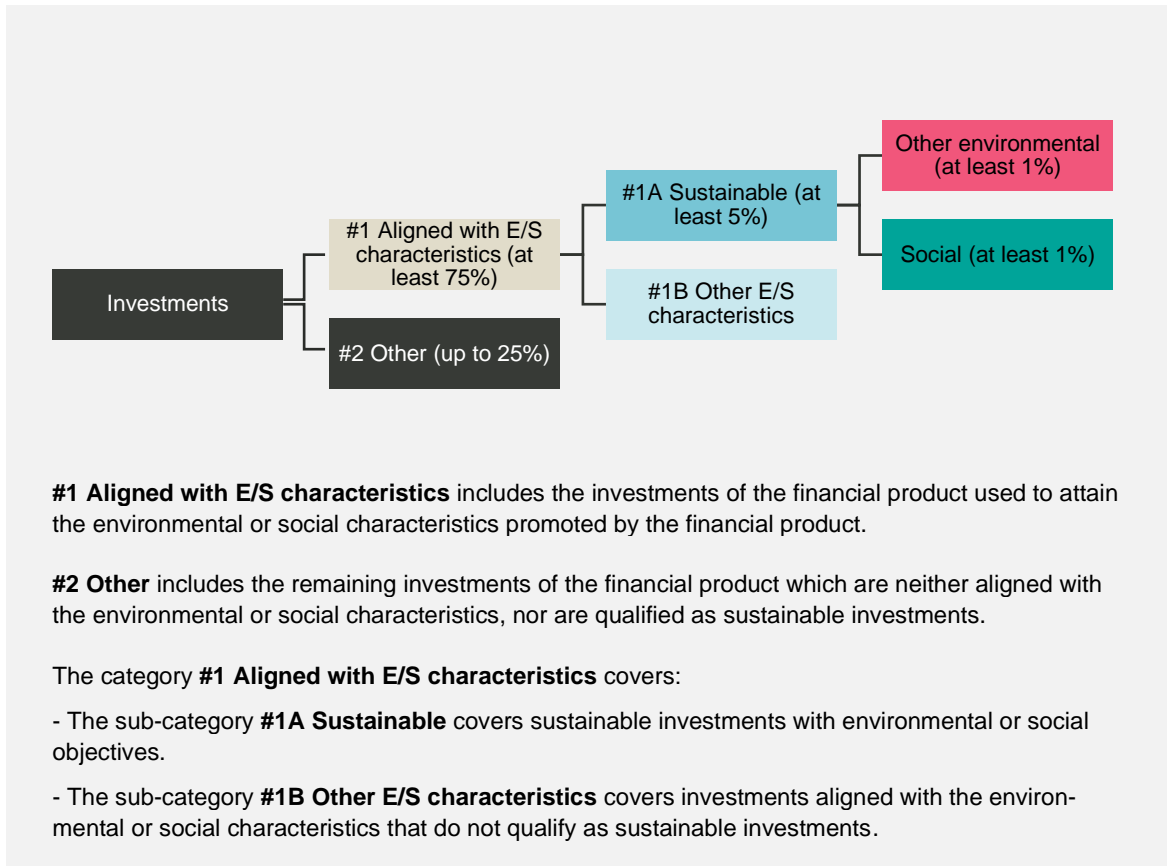 Investments
#1 Aligned with E/S
characteristics (at
least 75%)
#2 Other (up to 25%)
#1A Sustainable (at
least 5%)
#1B Other E/S
characteristics
Other environmental
(at least 1%)
Social (at least 1%)
#1 Aligned with E/S characteristics includes the investments of the financial product used to attain
the environmental or social characteristics promoted by the financial product.
#2 Other includes the remaining investments of the financial product which are neither aligned with
the environmental or social characteristics, nor are qualified as sustainable investments.
The category #1 Aligned with E/S characteristics covers:
- The sub-category #1A Sustainable covers sustainable investments with environmental or social
objectives.
- The sub-category #1B Other E/S characteristics covers investments aligned with the environ-
mental or social characteristics that do not qualify as sustainable investments.